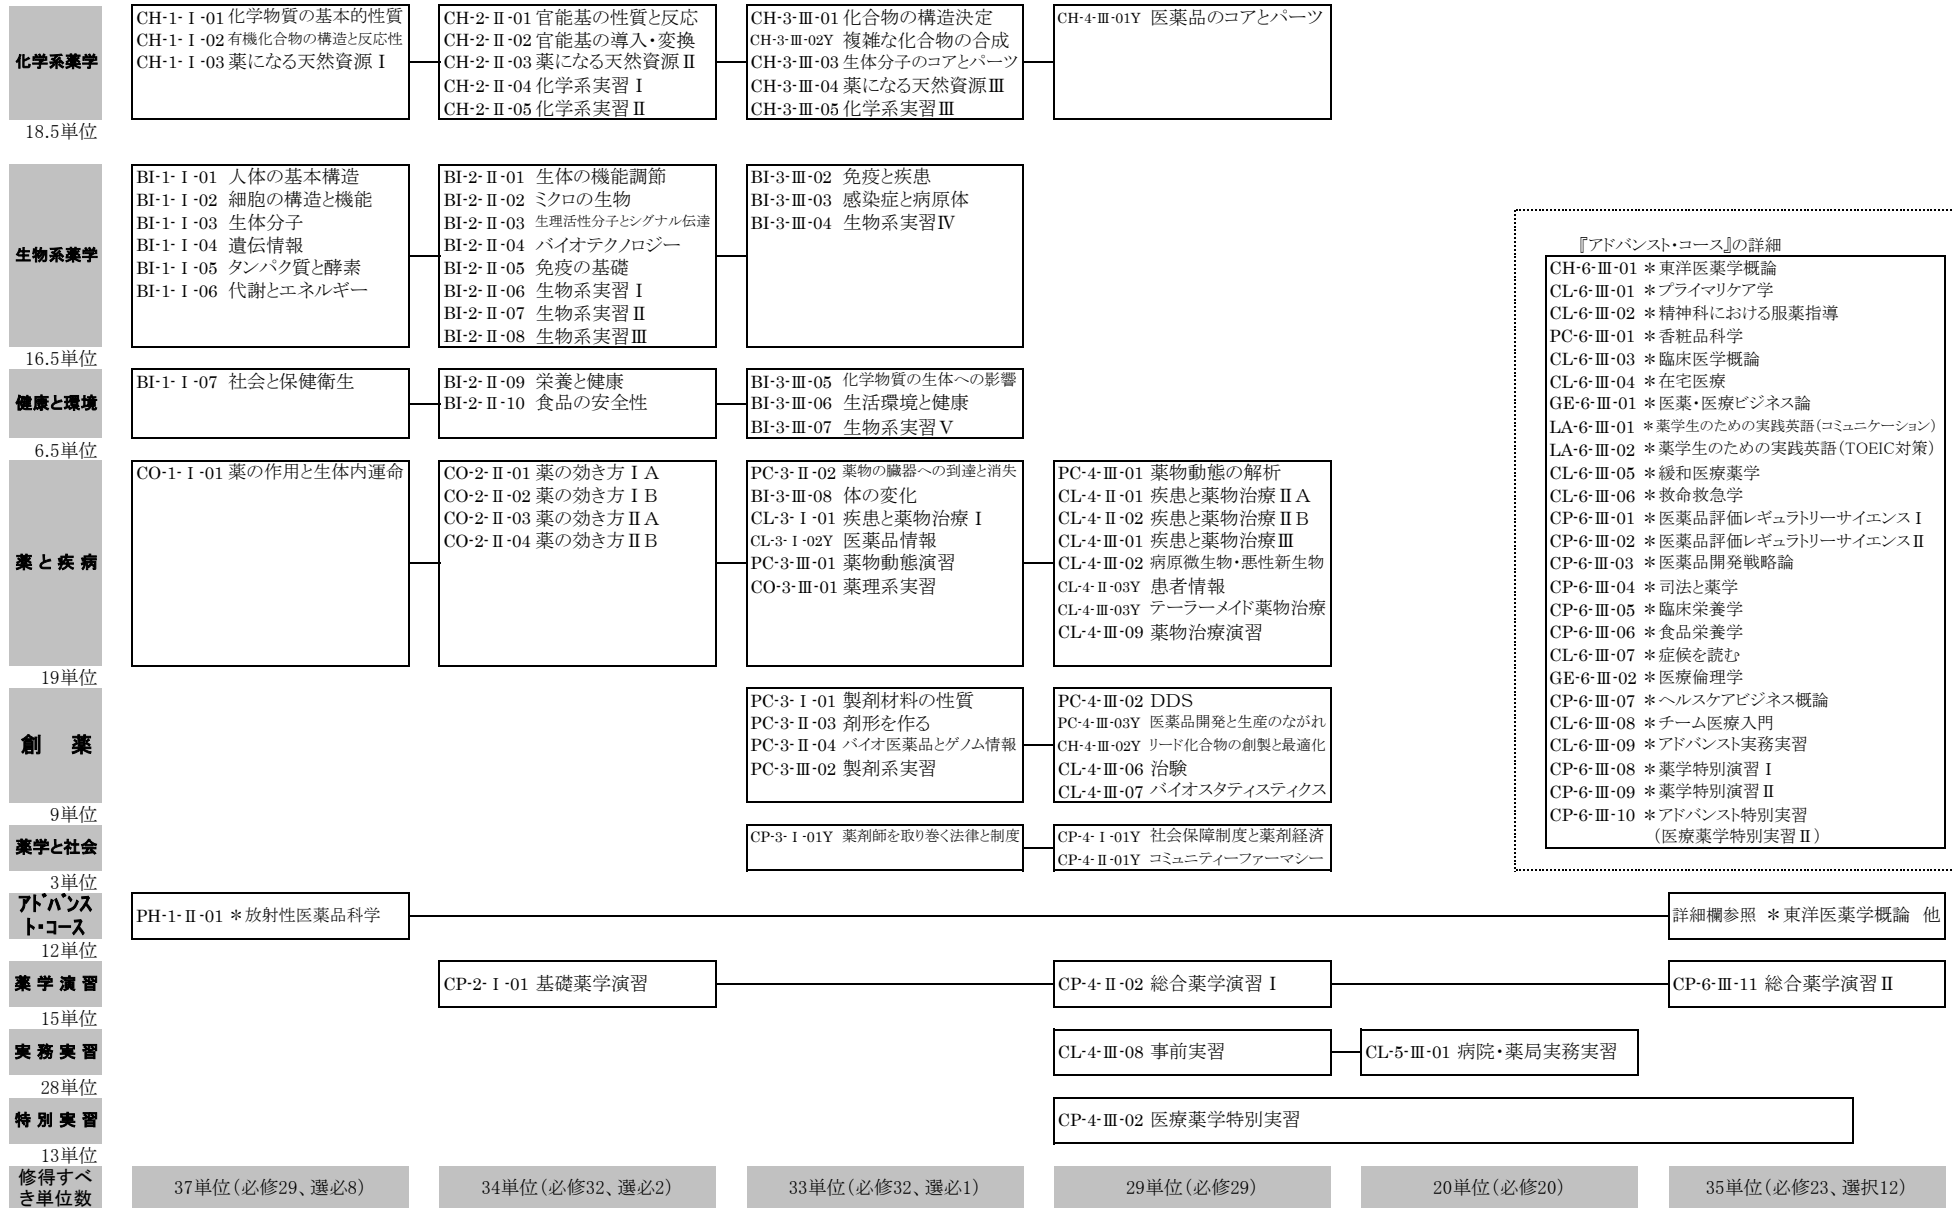 化学系薬学
18.5単位
CH-1-Ⅰ-01 化学物質の基本的性質
CH-1-Ⅰ-02 有機化合物の構造と反応性
CH-1-Ⅰ-03 薬になる天然資源Ⅰ
CH-2-Ⅱ-01 官能基の性質と反応
CH-2-Ⅱ-02 官能基の導入・変換
CH-2-Ⅱ-03 薬になる天然資源Ⅱ
CH-2-Ⅱ-04 化学系実習Ⅰ
CH-2-Ⅱ-05 化学系実習Ⅱ
CH-3-Ⅲ-01 化合物の構造決定
CH-3-Ⅲ-02Y 複雑な化合物の合成
CH-3-Ⅲ-03 生体分子のコアとパーツ
CH-3-Ⅲ-04 薬になる天然資源Ⅲ
CH-3-Ⅲ-05 化学系実習Ⅲ
CH-4-Ⅲ-01Y 医薬品のコアとパーツ
生物系薬学
16.5単位
BI-1-Ⅰ-01 人体の基本構造
BI-1-Ⅰ-02 細胞の構造と機能
BI-1-Ⅰ-03 生体分子
BI-1-Ⅰ-04 遺伝情報
BI-1-Ⅰ-05 タンパク質と酵素
BI-1-Ⅰ-06 代謝とエネルギー
BI-2-Ⅱ-01 生体の機能調節
BI-2-Ⅱ-02 ミクロの生物
BI-2-Ⅱ-03 生理活性分子とシグナル伝達
BI-2-Ⅱ-04 バイオテクノロジー
BI-2-Ⅱ-05 免疫の基礎
BI-2-Ⅱ-06 生物系実習Ⅰ
BI-2-Ⅱ-07 生物系実習Ⅱ
BI-2-Ⅱ-08 生物系実習Ⅲ
BI-3-Ⅲ-02 免疫と疾患
BI-3-Ⅲ-03 感染症と病原体
BI-3-Ⅲ-04 生物系実習Ⅳ
健康と環境
6.5単位
BI-1-Ⅰ-07 社会と保健衛生
BI-2-Ⅱ-09 栄養と健康
BI-2-Ⅱ-10 食品の安全性
BI-3-Ⅲ-05 化学物質の生体への影響
BI-3-Ⅲ-06 生活環境と健康
BI-3-Ⅲ-07 生物系実習Ⅴ
薬と疾病
19単位
CO-1-Ⅰ-01 薬の作用と生体内運命
CO-2-Ⅱ-01 薬の効き方ⅠA
CO-2-Ⅱ-02 薬の効き方ⅠB
CO-2-Ⅱ-03 薬の効き方ⅡA
CO-2-Ⅱ-04 薬の効き方ⅡB
PC-3-Ⅱ-02 薬物の臓器への到達と消失
BI-3-Ⅲ-08 体の変化
CL-3-Ⅰ-01 疾患と薬物治療Ⅰ
CL-3-Ⅰ-02Y 医薬品情報
PC-3-Ⅲ-01 薬物動態演習
CO-3-Ⅲ-01 薬理系実習
PC-4-Ⅲ-01 薬物動態の解析
CL-4-Ⅱ-01 疾患と薬物治療ⅡA
CL-4-Ⅱ-02 疾患と薬物治療ⅡB
CL-4-Ⅲ-01 疾患と薬物治療Ⅲ
CL-4-Ⅲ-02 病原微生物・悪性新生物
CL-4-Ⅱ-03Y 患者情報
CL-4-Ⅲ-03Y テーラーメイド薬物治療
CL-4-Ⅲ-09 薬物治療演習
創 薬
9単位
PC-3-Ⅰ-01 製剤材料の性質
PC-3-Ⅱ-03 剤形を作る
PC-3-Ⅱ-04 バイオ医薬品とゲノム情報
PC-3-Ⅲ-02 製剤系実習
PC-4-Ⅲ-02 DDS
PC-4-Ⅲ-03Y 医薬品開発と生産のながれ
CH-4-Ⅲ-02Y リード化合物の創製と最適化
CL-4-Ⅲ-06 治験
CL-4-Ⅲ-07 バイオスタティスティクス
薬学と社会
3単位
CP-3-Ⅰ-01Y 薬剤師を取り巻く法律と制度
CP-4-Ⅰ-01Y 社会保障制度と薬剤経済
CP-4-Ⅱ-01Y コミュニティーファーマシー
『アドバンスト・コース』の詳細
CH-6-Ⅲ-01 *東洋医薬学概論
CL-6-Ⅲ-01 *プライマリケア学
CL-6-Ⅲ-02 *精神科における服薬指導
PC-6-Ⅲ-01 *香粧品科学
CL-6-Ⅲ-03 *臨床医学概論
CL-6-Ⅲ-04 *在宅医療
GE-6-Ⅲ-01 *医薬・医療ビジネス論
LA-6-Ⅲ-01 *薬学生のための実践英語(コミュニケーション)
LA-6-Ⅲ-02 *薬学生のための実践英語(TOEIC対策)
CL-6-Ⅲ-05 *緩和医療薬学
CL-6-Ⅲ-06 *救命救急学
CP-6-Ⅲ-01 *医薬品評価レギュラトリーサイエンスⅠ
CP-6-Ⅲ-02 *医薬品評価レギュラトリーサイエンスⅡ
CP-6-Ⅲ-03 *医薬品開発戦略論
CP-6-Ⅲ-04 *司法と薬学
CP-6-Ⅲ-05 *臨床栄養学
CP-6-Ⅲ-06 *食品栄養学
CL-6-Ⅲ-07 *症候を読む
GE-6-Ⅲ-02 *医療倫理学
CP-6-Ⅲ-07 *ヘルスケアビジネス概論
CL-6-Ⅲ-08 *チーム医療入門
CL-6-Ⅲ-09 *アドバンスト実務実習
CP-6-Ⅲ-08 *薬学特別演習Ⅰ
CP-6-Ⅲ-09 *薬学特別演習Ⅱ
CP-6-Ⅲ-10 *アドバンスト特別実習
(医療薬学特別実習Ⅱ)
アドバンス
ト・コース
12単位
PH-1-Ⅱ-01 *放射性医薬品科学
詳細欄参照 *東洋医薬学概論 他
薬学演習
15単位
CP-2-Ⅰ-01 基礎薬学演習
CP-4-Ⅱ-02 総合薬学演習Ⅰ
CP-6-Ⅲ-11 総合薬学演習Ⅱ
実務実習
28単位
CL-4-Ⅲ-08 事前実習
CL-5-Ⅲ-01 病院・薬局実務実習
特別実習
13単位
CP-4-Ⅲ-02 医療薬学特別実習
修得すべ
き単位数
37単位(必修29、選必8)
34単位(必修32、選必2)
33単位(必修32、選必1)
29単位(必修29)
20単位(必修20)
35単位(必修23、選択12)